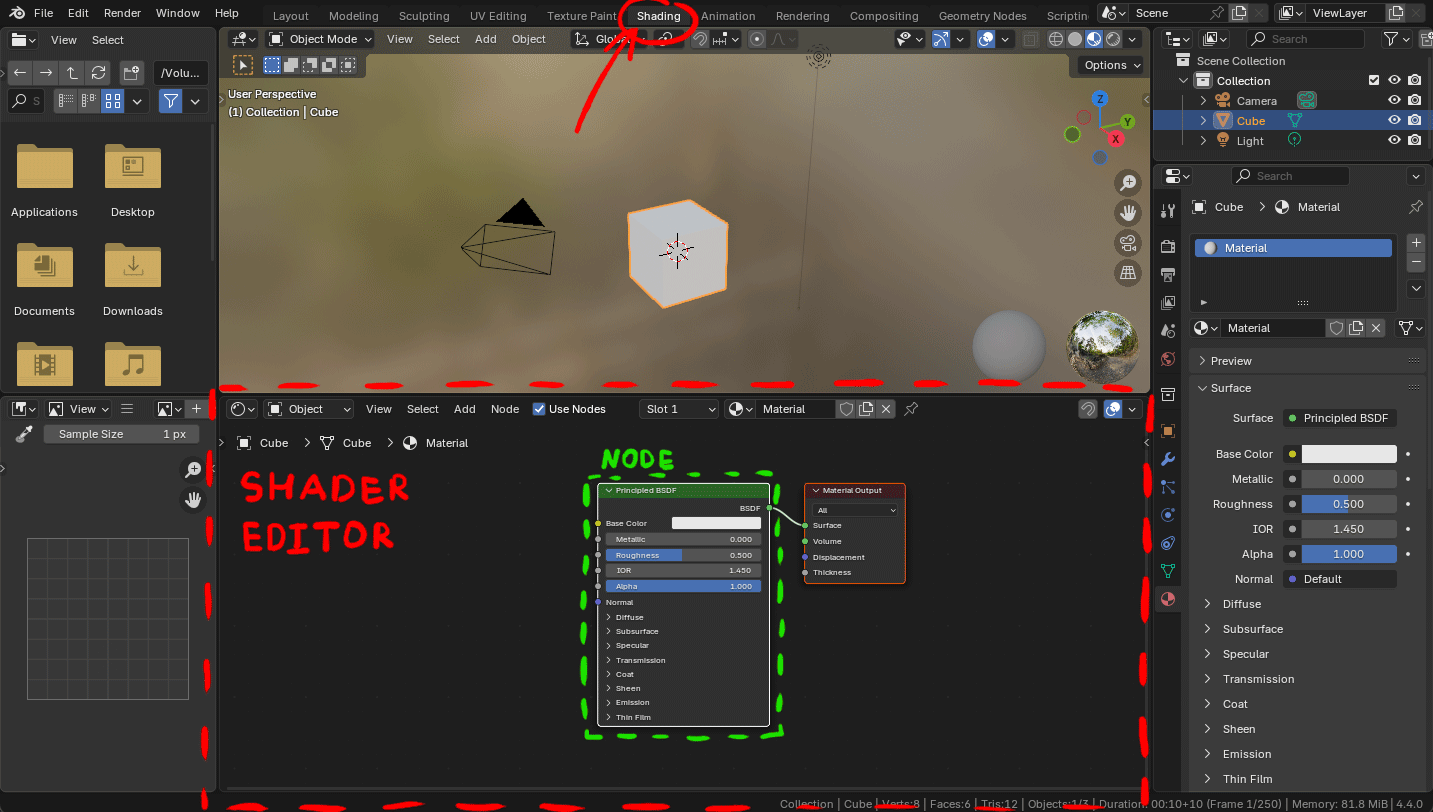 File Edit Render Window Help Layout Modeling Sculpting UV Editing Texture Paint Shading Animation Rendering Compositing Geometry Nodes Scriptin Scene ViewLayer
View Select Object Mode View Select Add Object Global Search
/Volu... Options
S
User Perspective
(1) Collection | Cube
Z
Y
X
Applications Desktop
Documents Downloads
Scene Collection
Collection
Camera
Cube
Light
Search
Cube Material
Material
Material
Preview
Surface
Surface Principled BSDF
Base Color
Metallic 0.000
Roughness 0.500
IOR 1.450
Alpha 1.000
Normal Default
Diffuse
Subsurface
Specular
Transmission
Coat
Sheen
Emission
Thin Film
View
Sample Size 1 px
Object View Select Add Node Use Nodes Slot 1 Material
Cube Cube Material
SHADER
EDITOR
NODE
Principled BSDF
BSDF
Base Color
Metallic 0.000
Roughness 0.500
IOR 1.450
Alpha 1.000
Normal
Diffuse
Subsurface
Specular
Transmission
Coat
Sheen
Emission
Thin Film
Material Output
All
Surface
Volume
Displacement
Thickness
Collection | Cube | Verts:8 | Faces:6 | Tris:12 | Objects:1/3 | Duration: 00:10+10 (Frame 1/250) | Memory: 81.8 MiB | 4.4.0